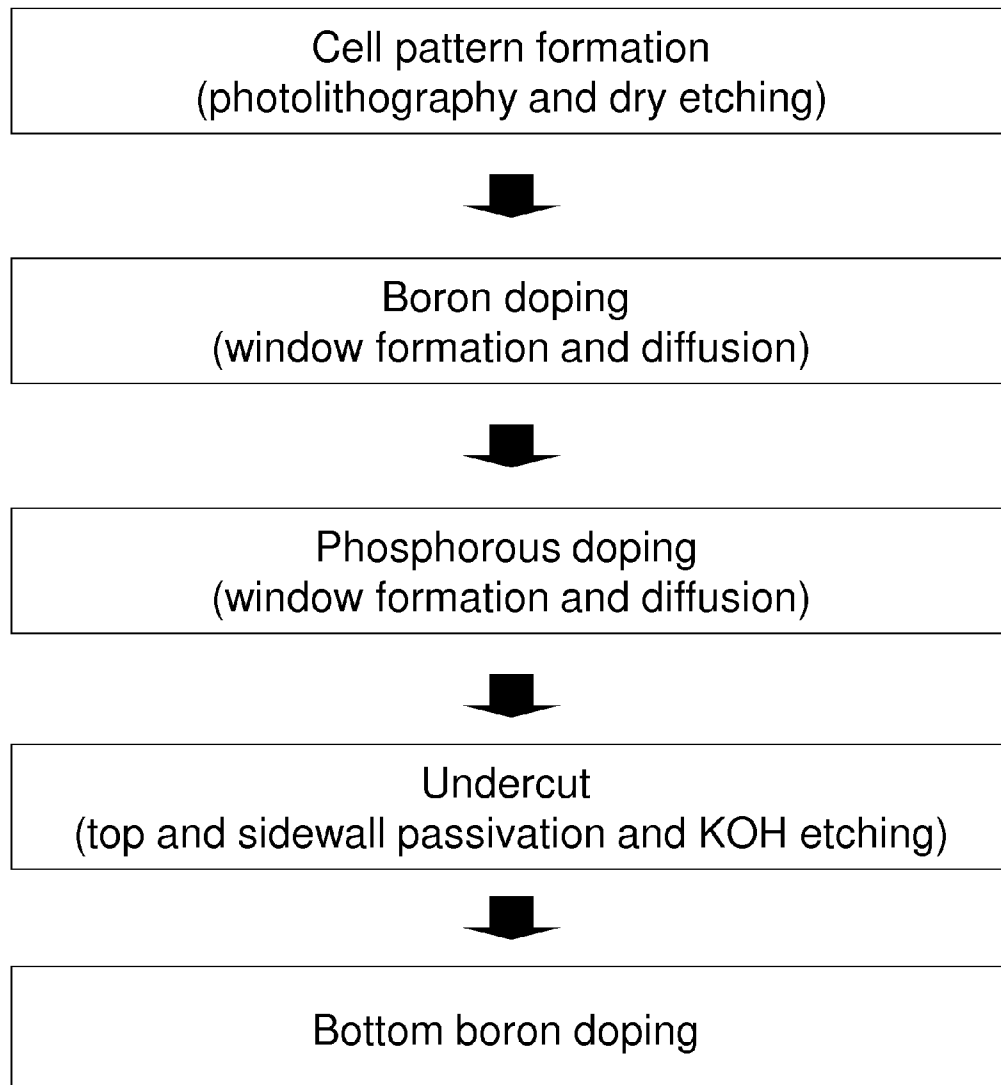 Cell pattern formation
(photolithography and dry etching)
Boron doping
(window formation and diffusion)
Phosphorous doping
(window formation and diffusion)
Undercut
(top and sidewall passivation and KOH etching)
Bottom boron doping